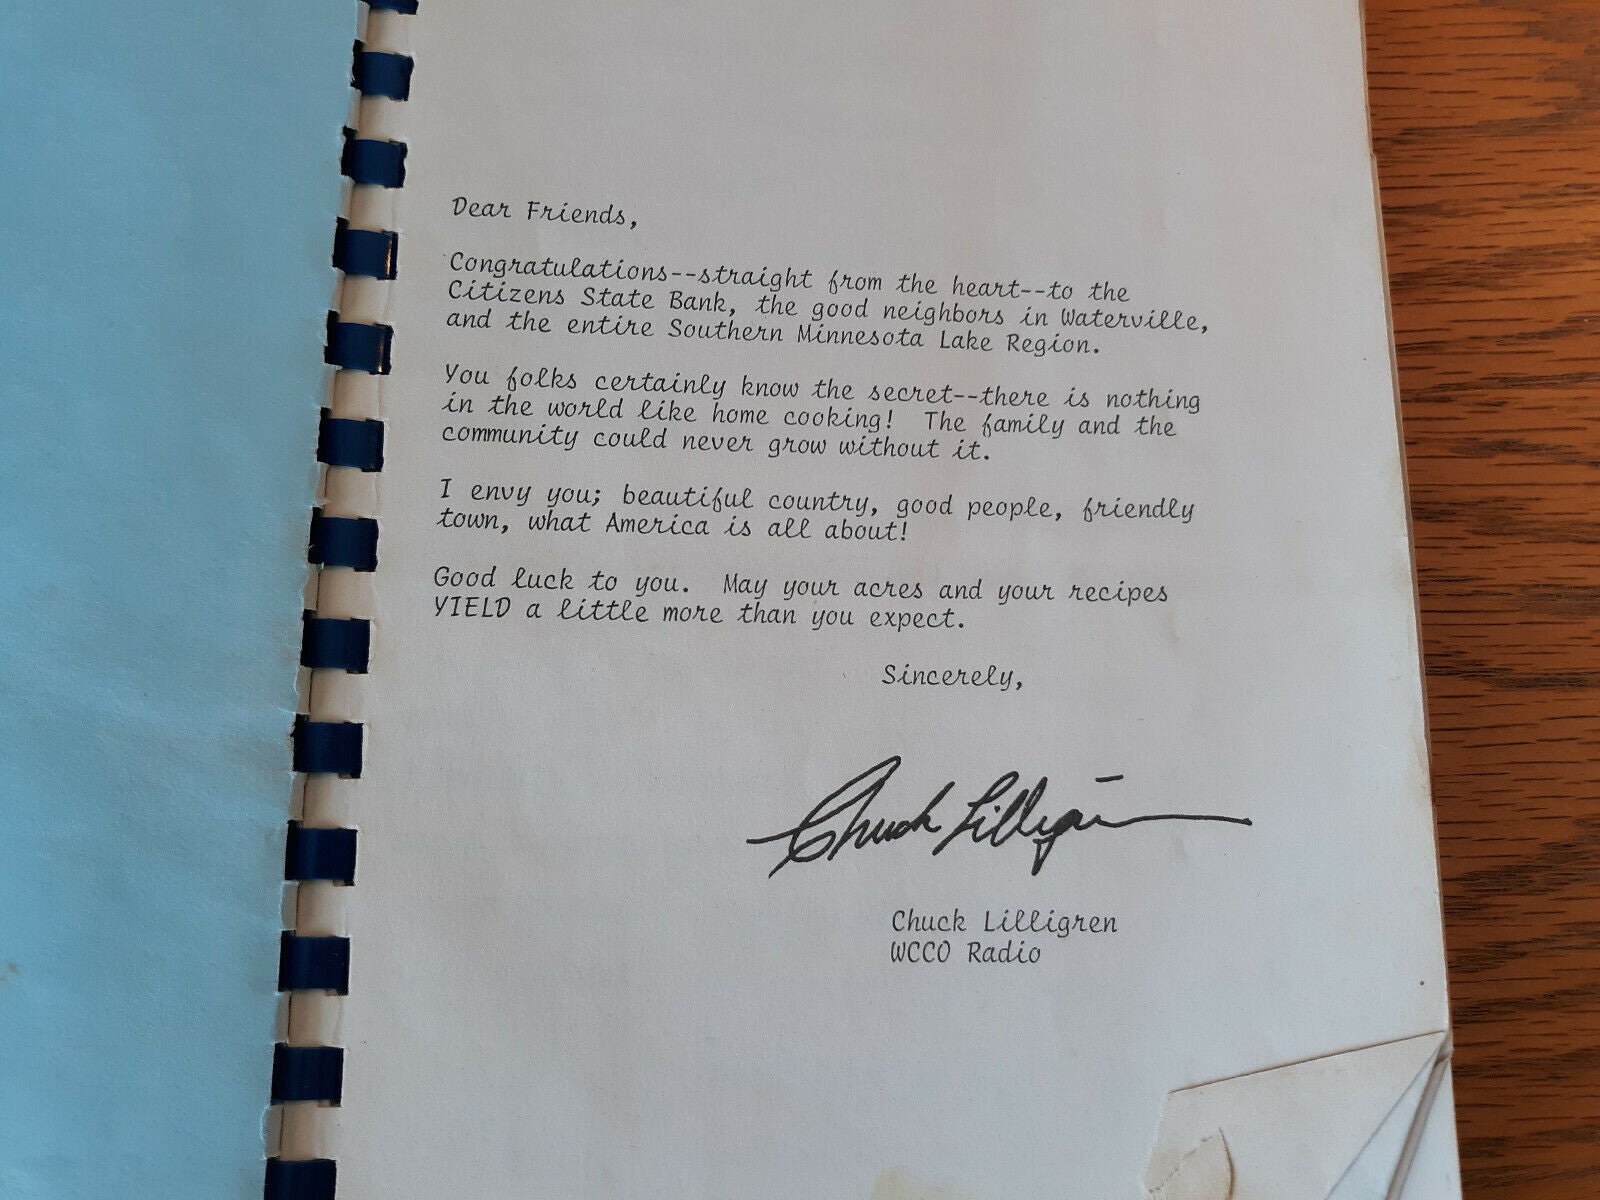 Dear Friends,
Congratulations--straight from the heart--to the
Citizens State Bank, the good neighbors in Waterville,
and the entire Southern Minnesota Lake Region.
You folks certainly know the secret--there is nothing
in the world like home cooking!  The family and the
community could never grow without it.
I envy you; beautiful country, good people, friendly
town, what America is all about!
Good luck to you.  May your acres and your recipes
YIELD a little more than you expect.
Sincerely,
Chuck Lilligren
Chuck Lilligren
WCCO Radio